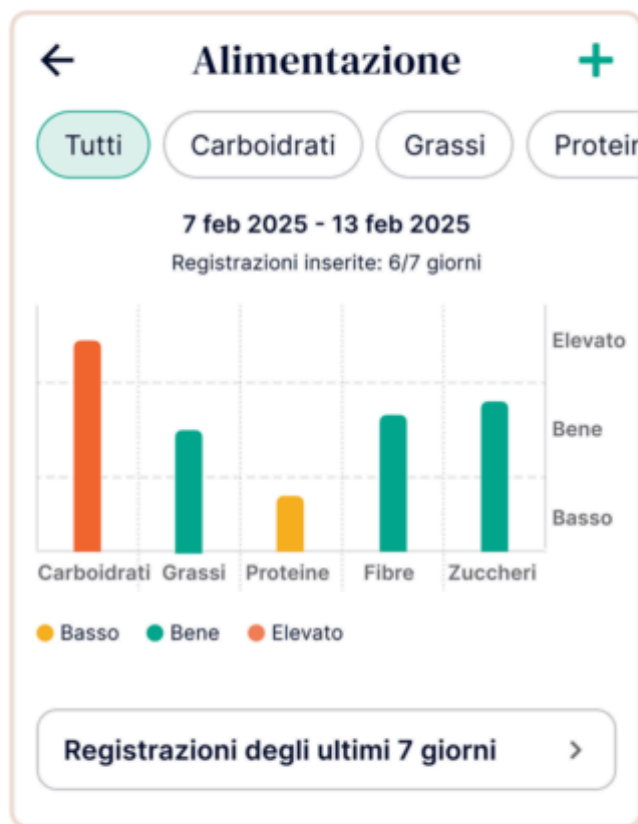 Alimentazione
Tutti Carboidrati Grassi Protein
7 feb 2025 - 13 feb 2025
Registrazioni inserite: 6/7 giorni
Elevato
Bene
Basso
Carboidrati Grassi Proteine Fibre Zuccheri
Basso Bene Elevato
Registrazioni degli ultimi 7 giorni